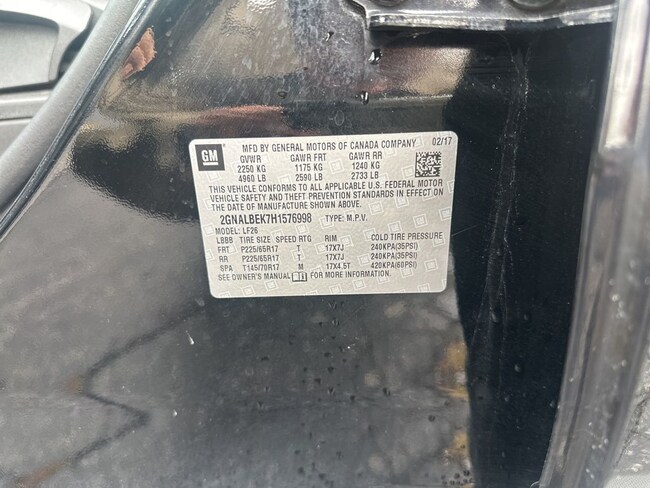 GM
MFD BY GENERAL MOTORS OF CANADA COMPANY 02/17
GVWR GAWR FRT GAWR RR
2250 KG 1175 KG 1240 KG
4960 LB 2590 LB 2733 LB
THIS VEHICLE CONFORMS TO ALL APPLICABLE U.S. FEDERAL MOTOR
VEHICLE SAFETY AND THEFT PREVENTION STANDARDS IN EFFECT ON
THE DATE OF MANUFACTURE SHOWN ABOVE.
2GNALBEK7H1576998 TYPE: M.P.V.
MODEL: LF26
LBBB TIRE SIZE SPEED RTG RIM COLD TIRE PRESSURE
FRT P225/65R17 T 17X7J 240KPA(35PSI)
RR P225/65R17 T 17X7J 240KPA(35PSI)
SPA T145/70R17 M 17X4.5T 420KPA(60PSI)
SEE OWNER'S MANUAL FOR MORE INFORMATION.